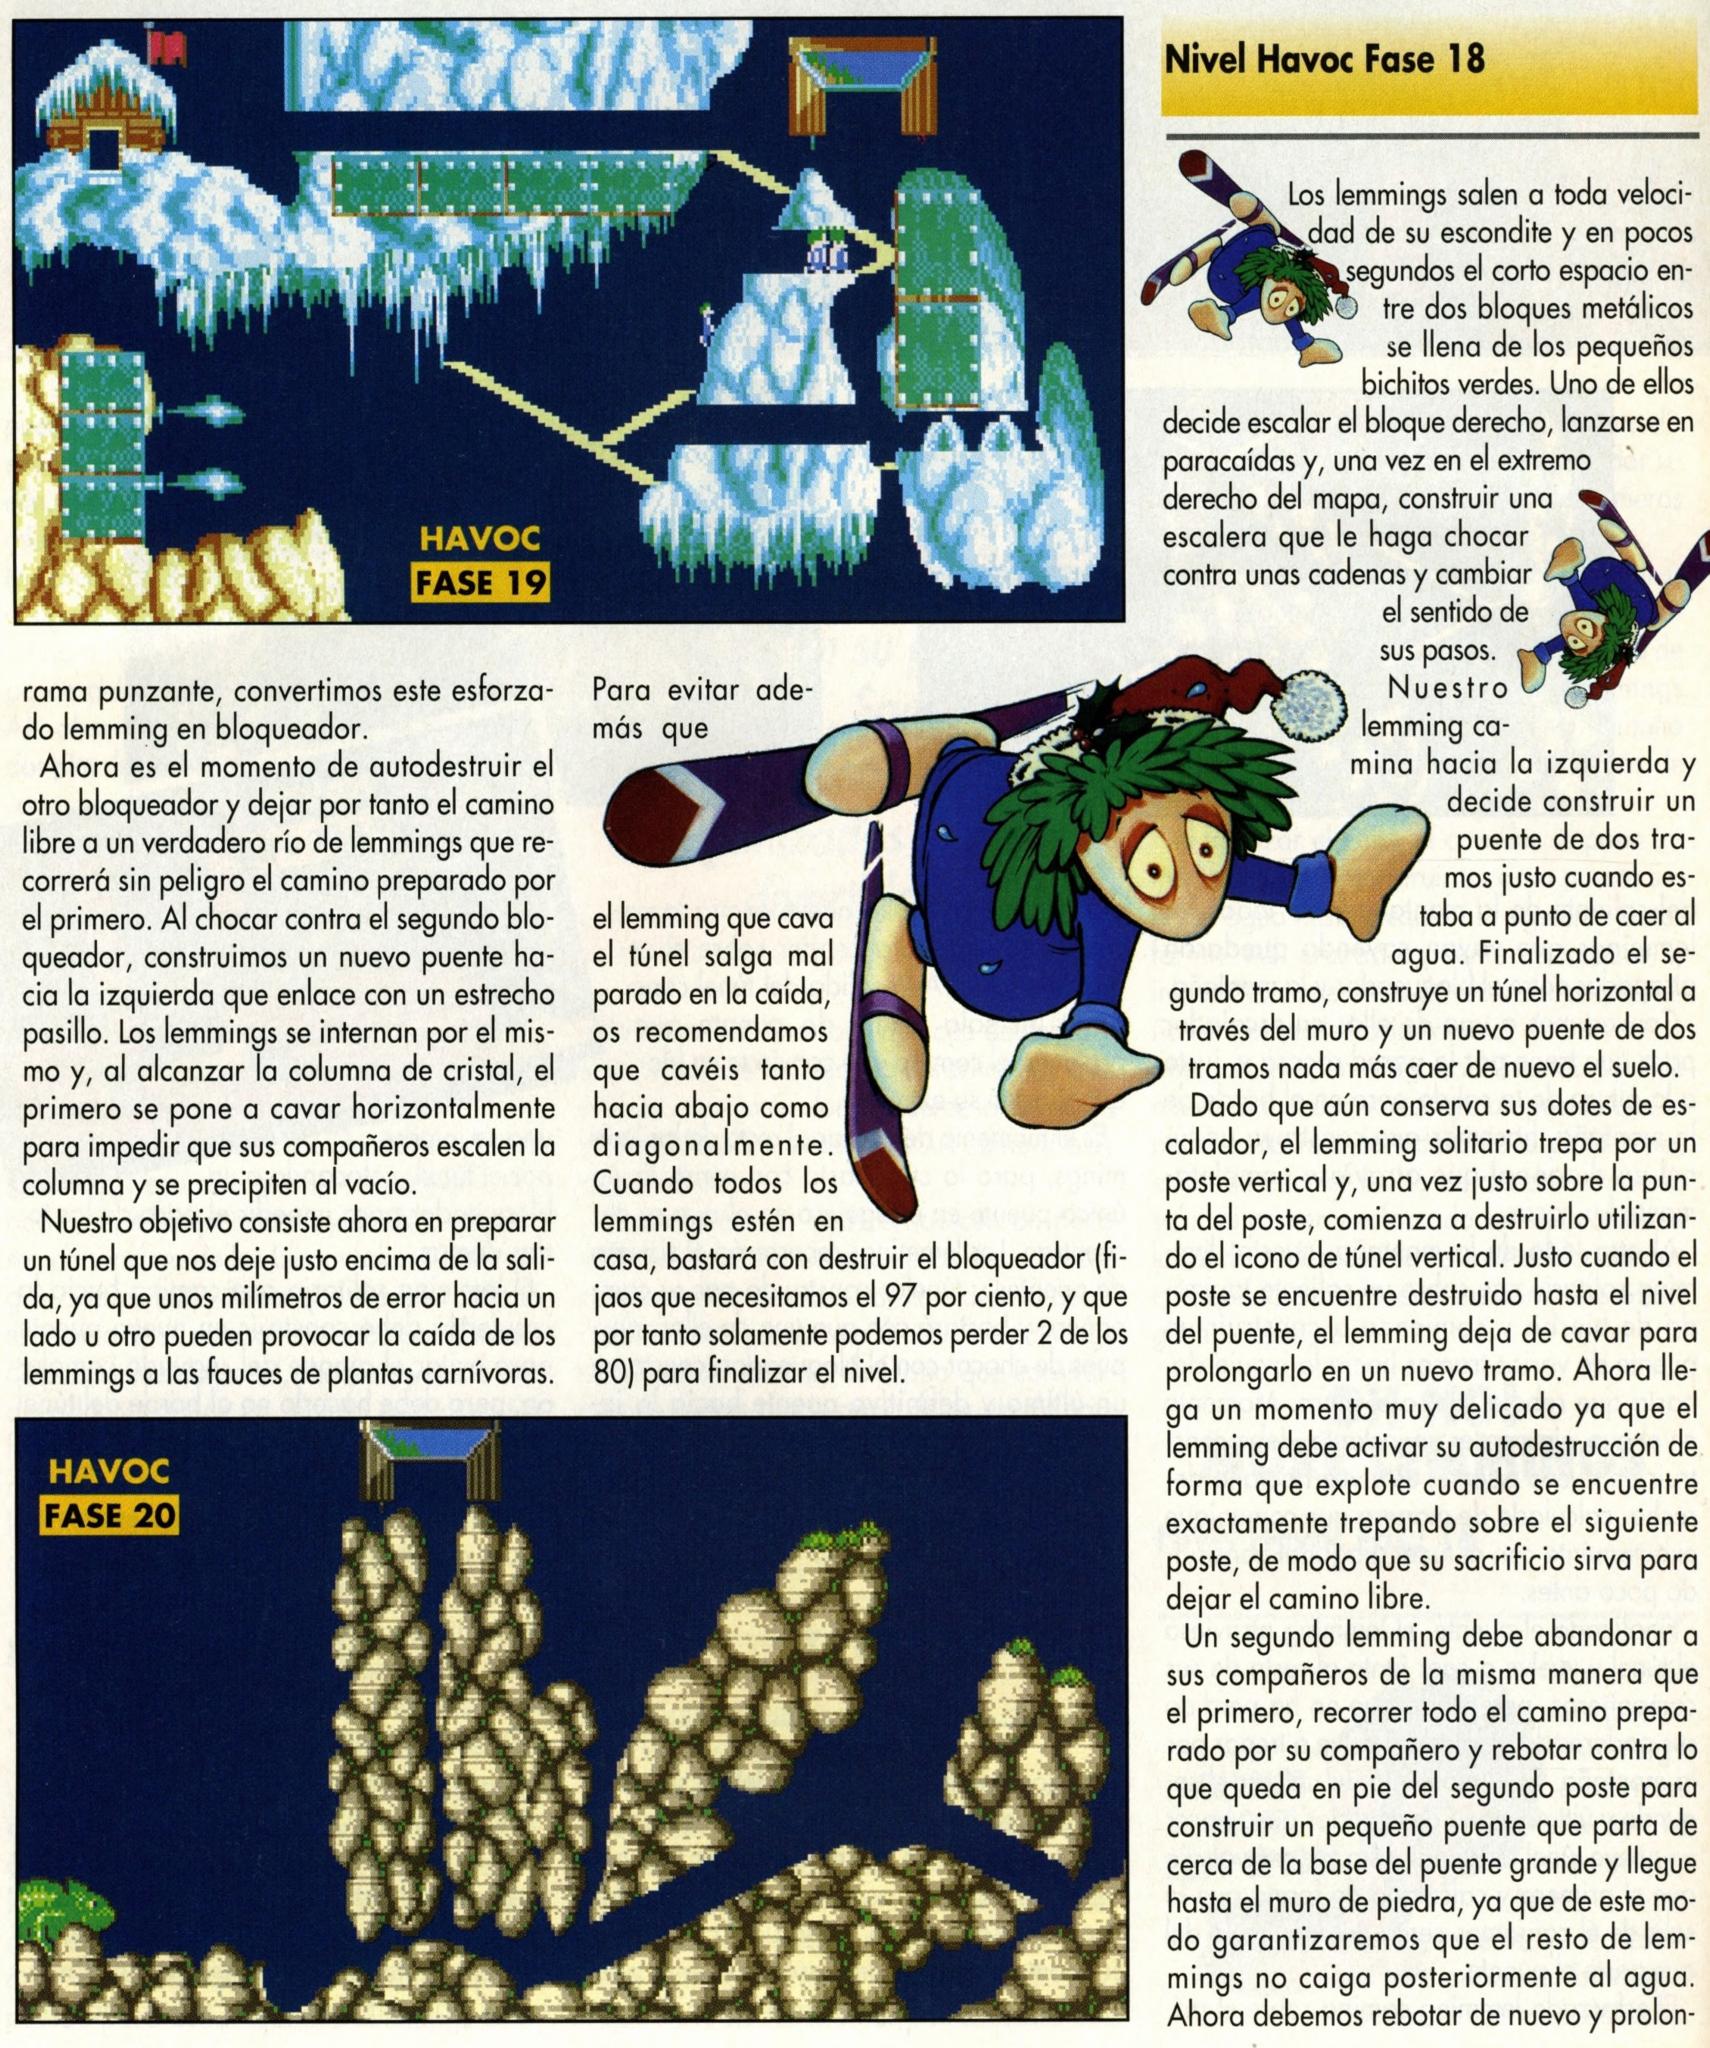 HAVOC
FASE 19
rama punzante, convertimos este esforza-
do lemming en bloqueador.
Ahora es el momento de autodestruir el
otro bloqueador y dejar por tanto el camino
libre a un verdadero río de lemmings que re-
correrá sin peligro el camino preparado por
el primero. Al chocar contra el segundo blo-
queador, construimos un nuevo puente ha-
cia la izquierda que enlace con un estrecho
pasillo. Los lemmings se internan por el mis-
mo y, al alcanzar la columna de cristal, el
primero se pone a cavar horizontalmente
para impedir que sus compañeros escalen la
columna y se precipiten al vacío.
Nuestro objetivo consiste ahora en preparar
un túnel que nos deje justo encima de la sali-
da, ya que unos milímetros de error hacia un
lado u otro pueden provocar la caída de los
lemmings a las fauces de plantas carnívoras.
Para evitar ade-
más que
el lemming que cava
el túnel salga mal
parado en la caída,
os recomendamos
que cavéis tanto
hacia abajo como
diagonalmente.
Cuando todos los
lemmings estén en
casa, bastará con destruir el bloqueador (fi-
jaos que necesitamos el 97 por ciento, y que
por tanto solamente podemos perder 2 de los
80) para finalizar el nivel.
HAVOC
FASE 20
Nivel Havoc Fase 18
Los lemmings salen a toda veloci-
dad de su escondite y en pocos
segundos el corto espacio en-
tre dos bloques metálicos
se llena de los pequeños
bichitos verdes. Uno de ellos
decide escalar el bloque derecho, lanzarse en
paracaídas y, una vez en el extremo
derecho del mapa, construir una
escalera que le haga chocar
contra unas cadenas y cambiar
el sentido de
sus pasos.
Nuestro
lemming ca-
mina hacia la izquierda y
decide construir un
puente de dos tra-
mos justo cuando es-
taba a punto de caer al
agua. Finalizado el se-
gundo tramo, construye un túnel horizontal a
través del muro y un nuevo puente de dos
tramos nada más caer de nuevo el suelo.
Dado que aún conserva sus dotes de es-
calador, el lemming solitario trepa por un
poste vertical y, una vez justo sobre la pun-
ta del poste, comienza a destruirlo utilizan-
do el icono de túnel vertical. Justo cuando el
poste se encuentre destruido hasta el nivel
del puente, el lemming deja de cavar para
prolongarlo en un nuevo tramo. Ahora lle-
ga un momento muy delicado ya que el
lemming debe activar su autodestrucción de
forma que explote cuando se encuentre
exactamente trepando sobre el siguiente
poste, de modo que su sacrificio sirva para
dejar el camino libre.
Un segundo lemming debe abandonar a
sus compañeros de la misma manera que
el primero, recorrer todo el camino prepa-
rado por su compañero y rebotar contra lo
que queda en pie del segundo poste para
construir un pequeño puente que parta de
cerca de la base del puente grande y llegue
hasta el muro de piedra, ya que de este mo-
do garantizaremos que el resto de lem-
mings no caiga posteriormente al agua.
Ahora debemos rebotar de nuevo y prolon-